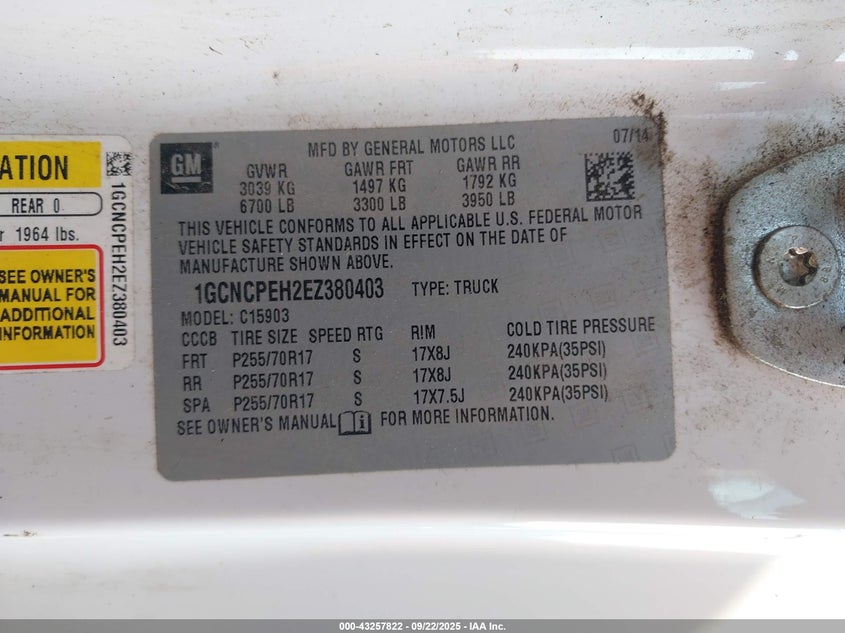 ATION
REAR 0
r 1964 lbs.
SEE OWNER'S
MANUAL FOR
ADDITIONAL
INFORMATION
1GCNCPEH2EZ380403
GM
MFD BY GENERAL MOTORS LLC
07/14
GVWR GAWR FRT GAWR RR
3039 KG 1497 KG 1792 KG
6700 LB 3300 LB 3950 LB
THIS VEHICLE CONFORMS TO ALL APPLICABLE U.S. FEDERAL MOTOR
VEHICLE SAFETY STANDARDS IN EFFECT ON THE DATE OF
MANUFACTURE SHOWN ABOVE.
1GCNCPEH2EZ380403 TYPE: TRUCK
MODEL: C15903
CCCB TIRE SIZE SPEED RTG RIM COLD TIRE PRESSURE
FRT P255/70R17 S 17X8J 240KPA(35PSI)
RR P255/70R17 S 17X8J 240KPA(35PSI)
SPA P255/70R17 S 17X7.5J 240KPA(35PSI)
SEE OWNER'S MANUAL FOR MORE INFORMATION.
000-43257822 - 09/22/2025 - IAA Inc.